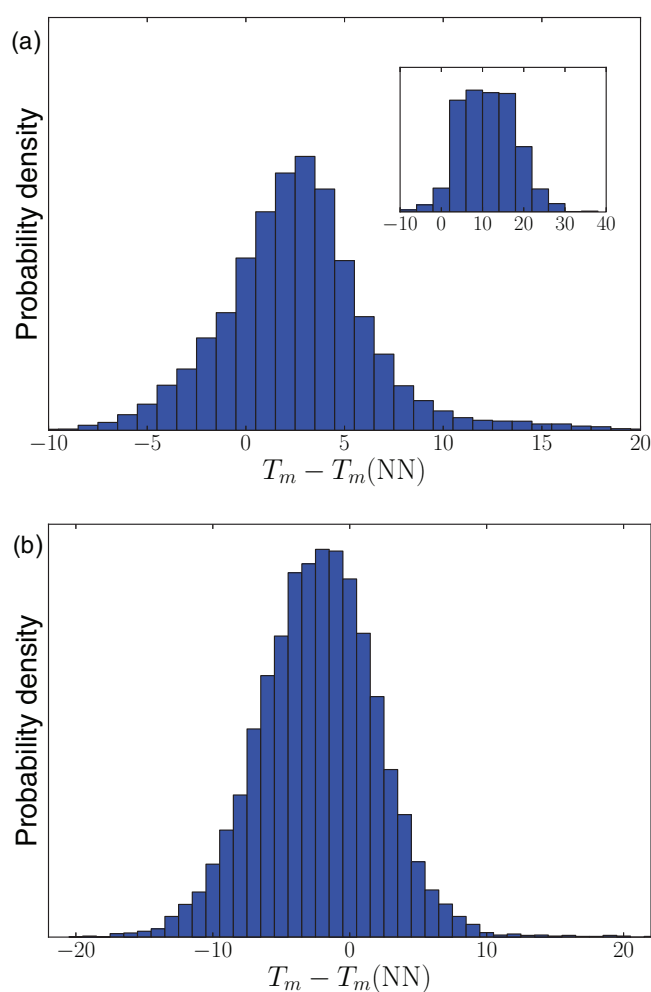 (a)
Probability density
−10 0 10 20 30 40
−10 −5 0 5 10 15 20
T_m − T_m(NN)
(b)
Probability density
−20 −10 0 10 20
T_m − T_m(NN)